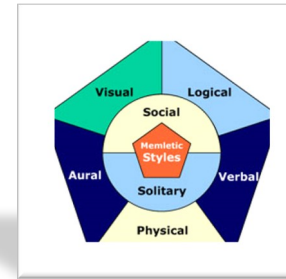 Visual
Logical
Social
Memletic
Styles
Aural
Verbal
Solitary
Physical